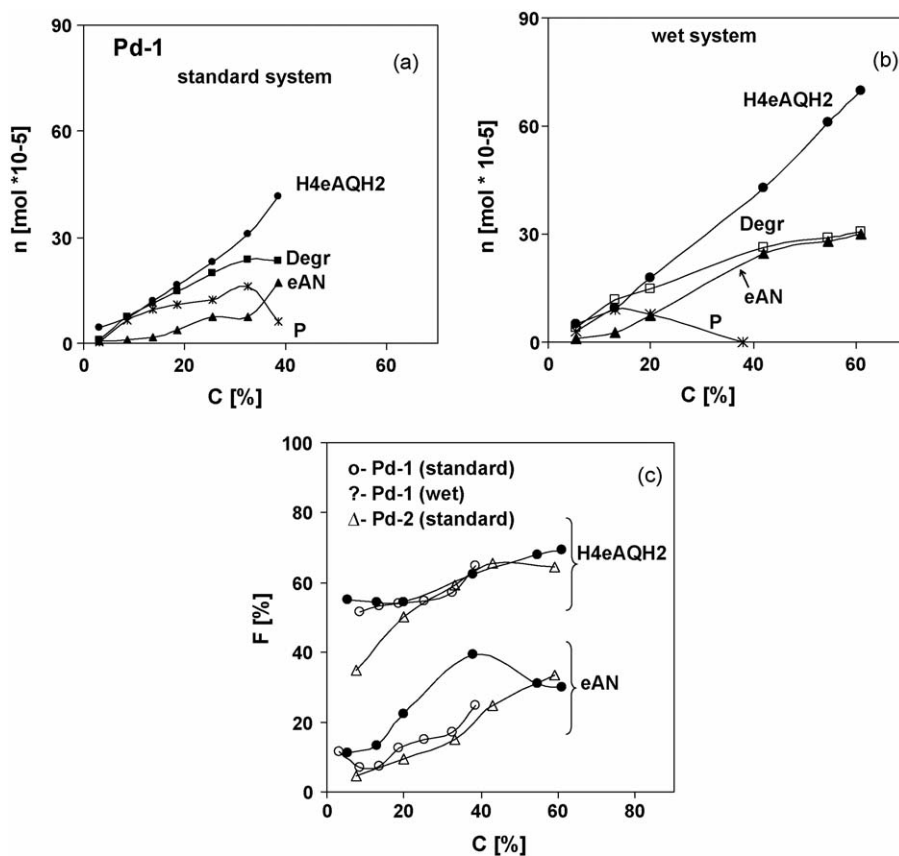 Pd-1
standard system
(a)
n [mol *10-5]
90
60
30
0
H4eAQH2
Degr
eAN
P
0 20 40 60
C [%]
wet system
(b)
n [mol * 10-5]
90
60
30
0
H4eAQH2
Degr
eAN
P
0 20 40 60
C [%]
(c)
o- Pd-1 (standard)
?- Pd-1 (wet)
Δ- Pd-2 (standard)
F [%]
100
80
60
40
20
0
H4eAQH2
eAN
0 20 40 60 80
C [%]